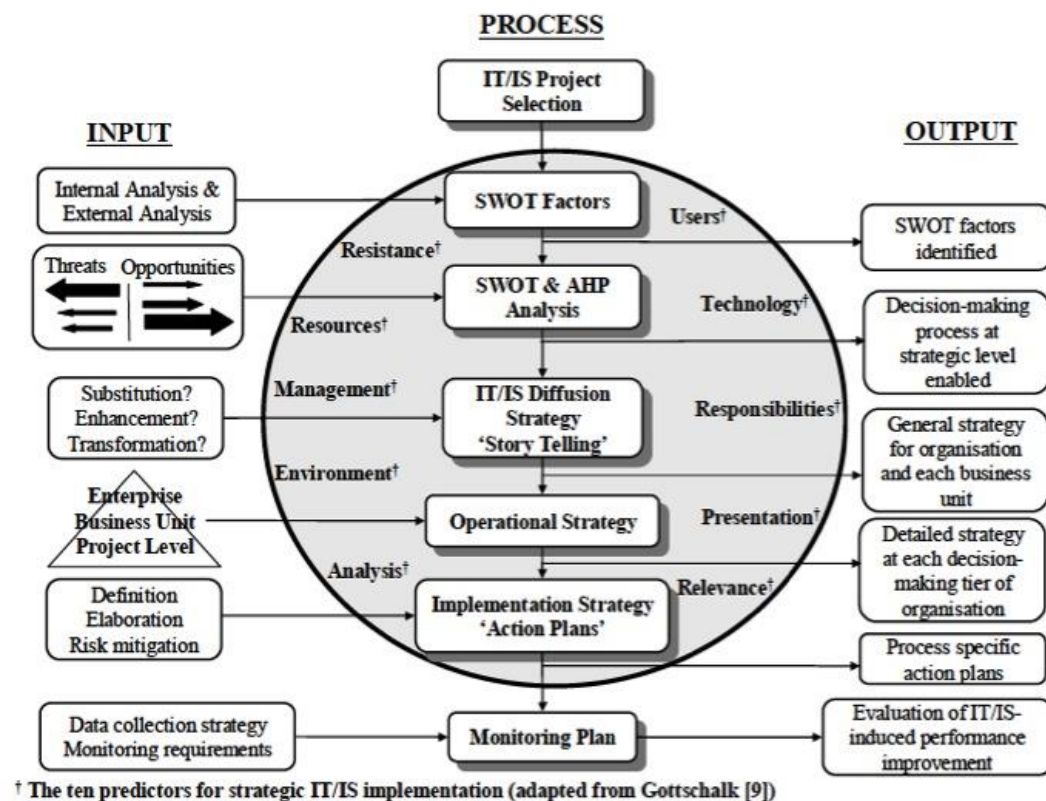 PROCESS
IT/IS Project
Selection
INPUT
OUTPUT
Internal Analysis &
External Analysis
SWOT Factors
Users†
SWOT factors
identified
Resistance†
Threats Opportunities
SWOT & AHP
Analysis
Technology†
Decision-making
process at
strategic level
enabled
Resources†
Management†
Substitution?
Enhancement?
Transformation?
IT/IS Diffusion
Strategy
‘Story Telling’
Responsibilities†
General strategy
for organisation
and each business
unit
Environment†
Enterprise
Business Unit
Project Level
Operational Strategy
Presentation†
Detailed strategy
at each decision-
making tier of
organisation
Analysis†
Relevance†
Definition
Elaboration
Risk mitigation
Implementation Strategy
‘Action Plans’
Process specific
action plans
Data collection strategy
Monitoring requirements
Monitoring Plan
Evaluation of IT/IS-
induced performance
improvement
† The ten predictors for strategic IT/IS implementation (adapted from Gottschalk [9])